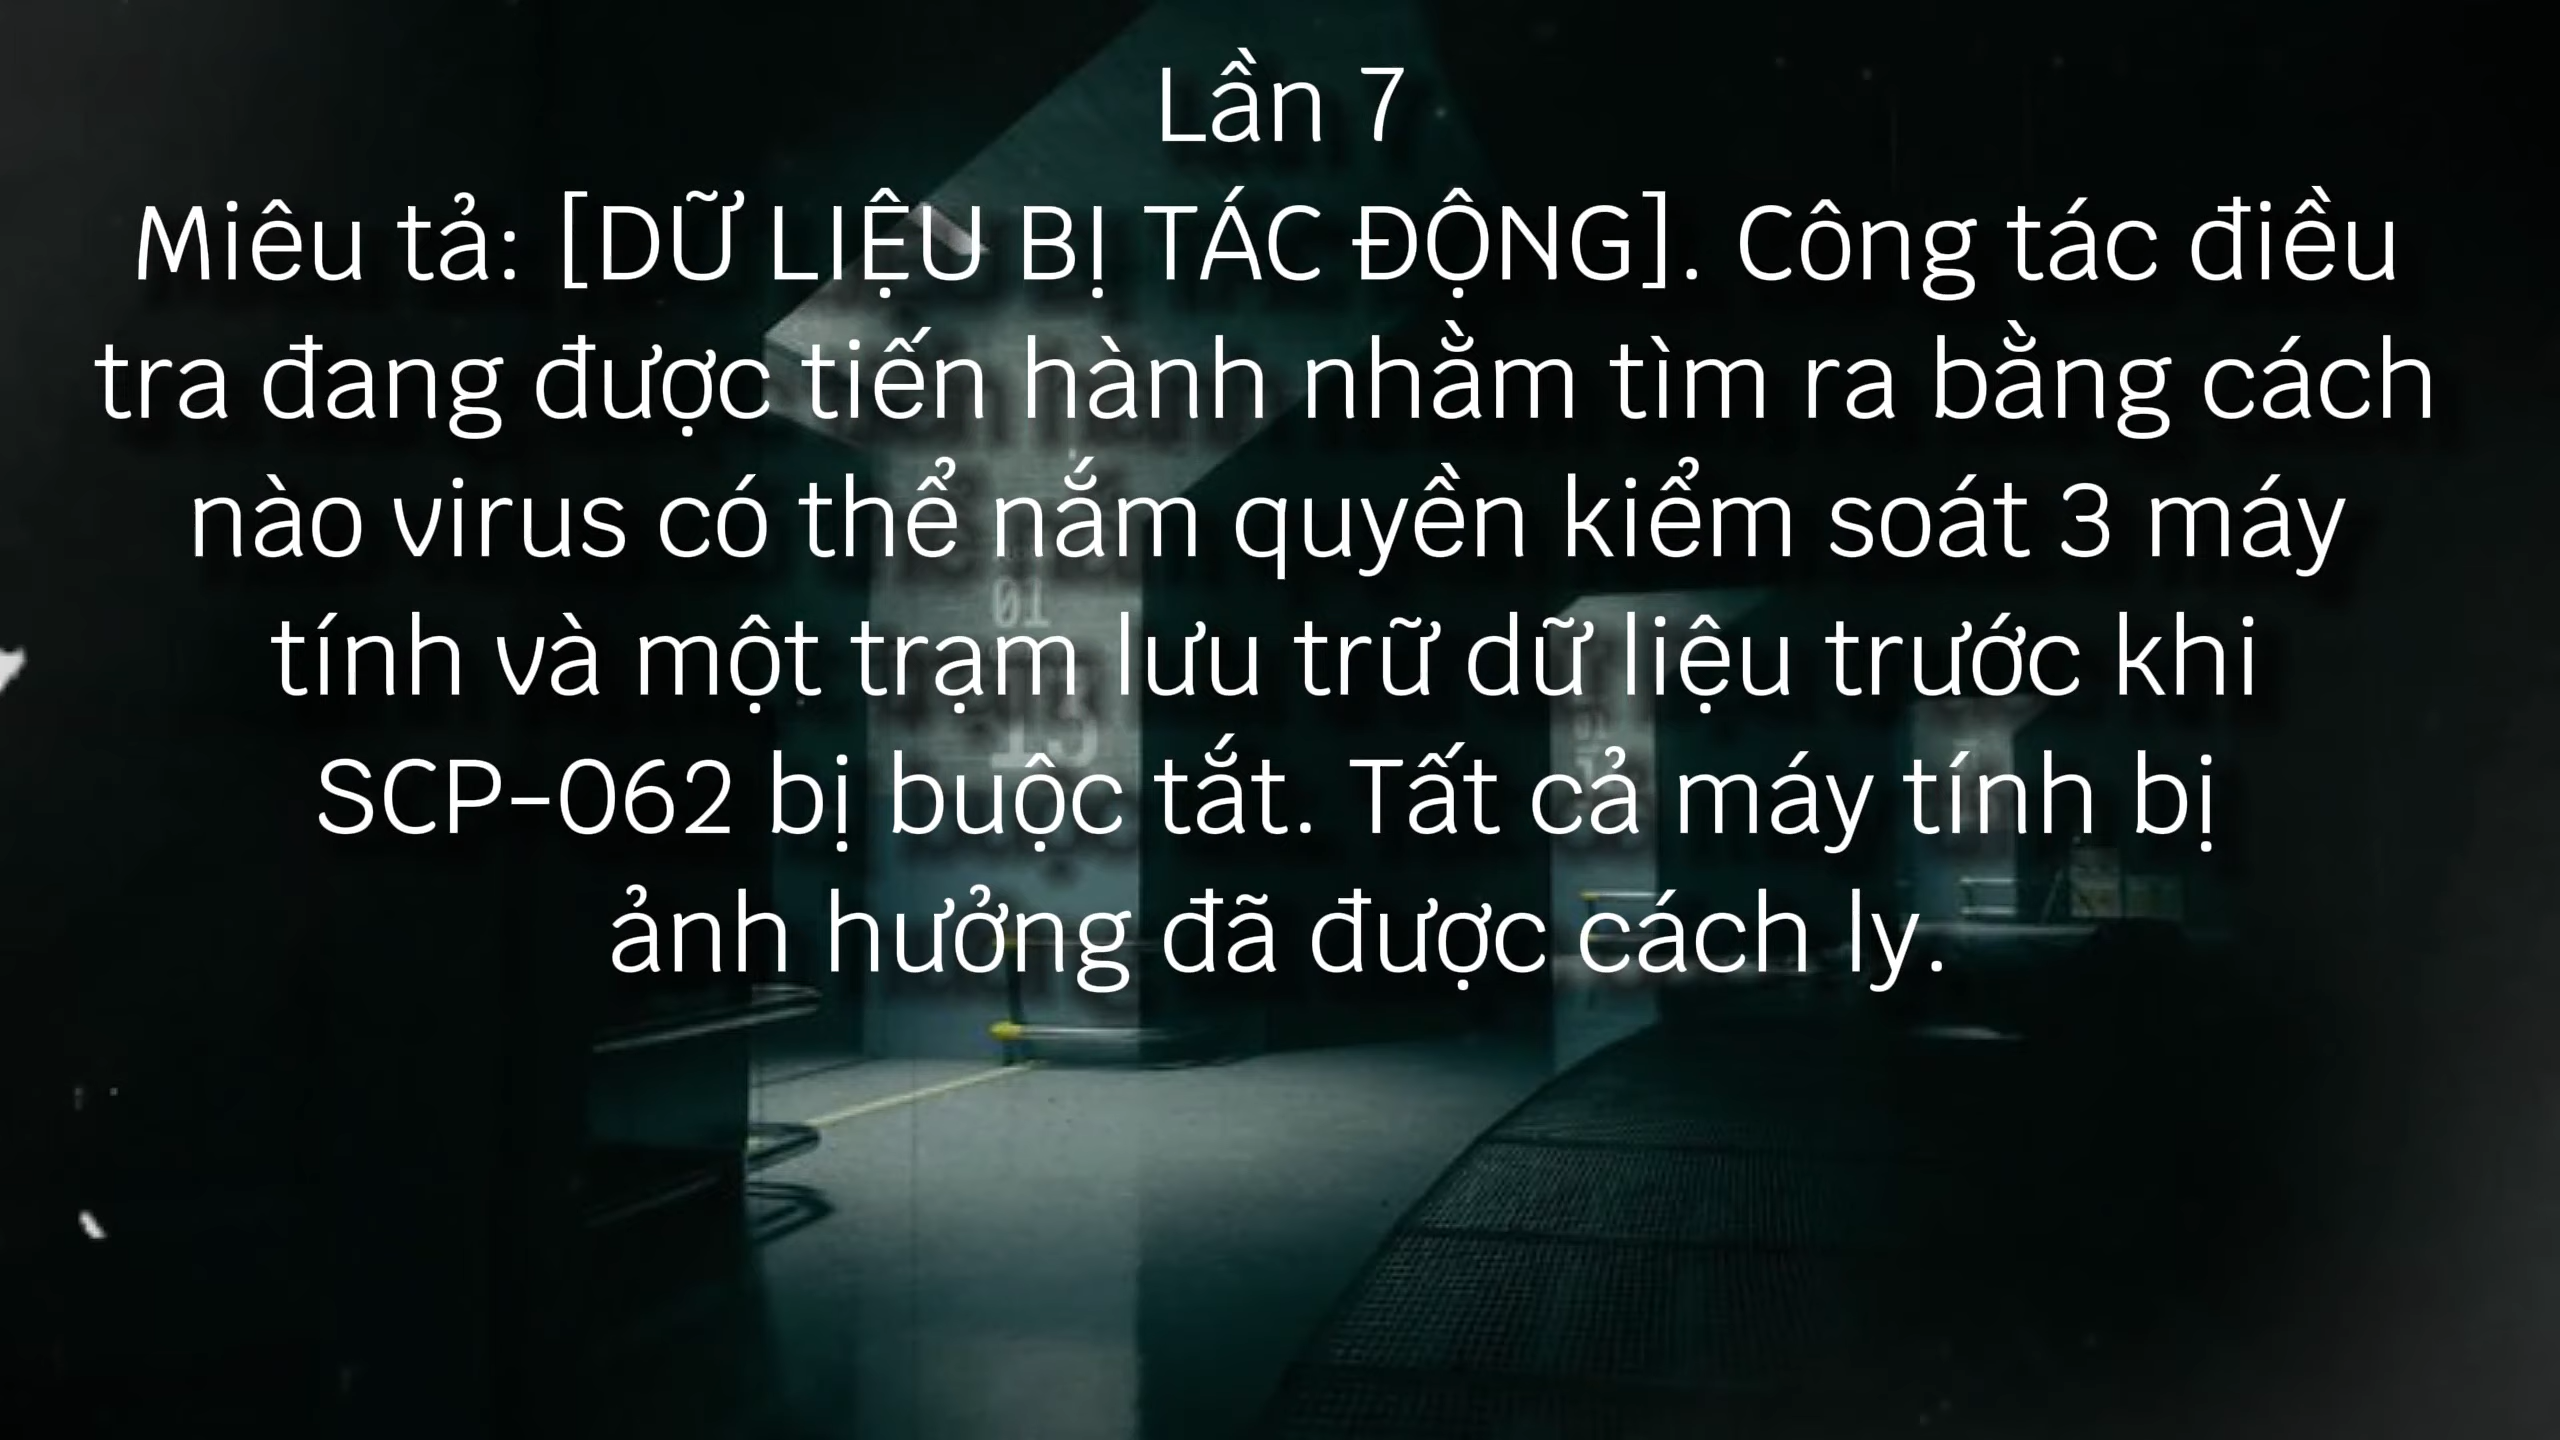 Lần 7
Miêu tả: [DỮ LIỆU BỊ TÁC ĐỘNG]. Công tác điều
tra đang được tiến hành nhằm tìm ra bằng cách
nào virus có thể nắm quyền kiểm soát 3 máy
tính và một trạm lưu trữ dữ liệu trước khi
SCP-062 bị buộc tắt. Tất cả máy tính bị
ảnh hưởng đã được cách ly.
01
13